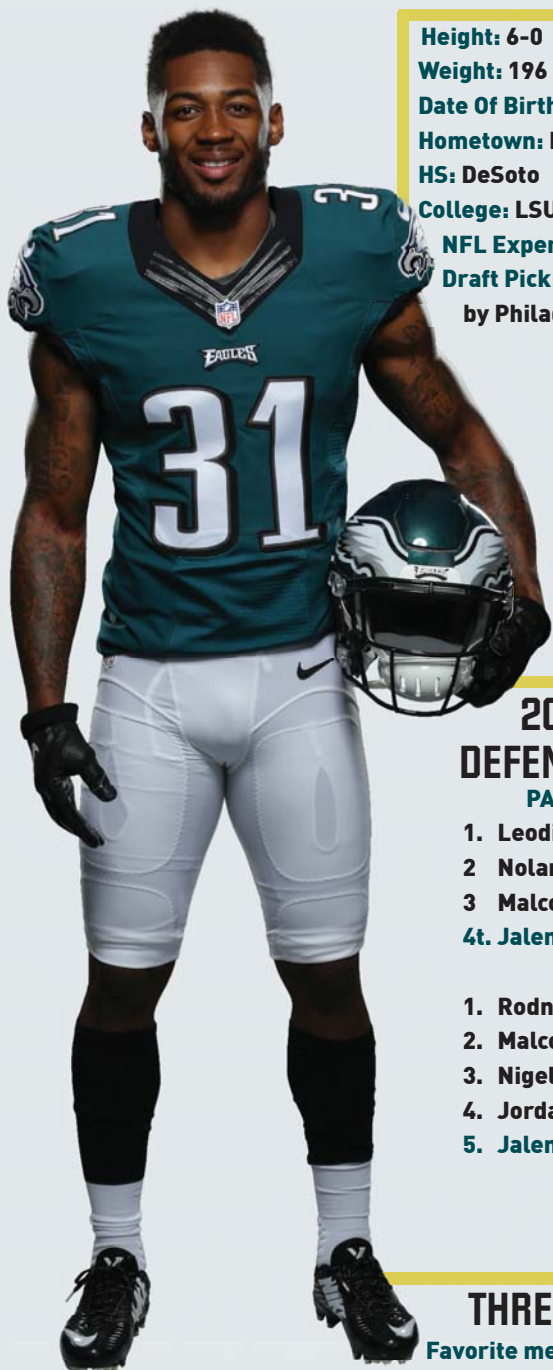 Height: 6-0
Weight: 196
Date Of Birth
Hometown:
HS: DeSoto
College: LSU
NFL Exper
Draft Pick
by Philad
31
31
3
NFL
EAGLES
31
20
DEFEN
PA
1. Leodi
2 Nolan
3 Malco
4t. Jalen
1. Rodn
2. Malco
3. Nigel
4. Jorda
5. Jalen
THRE
Favorite me